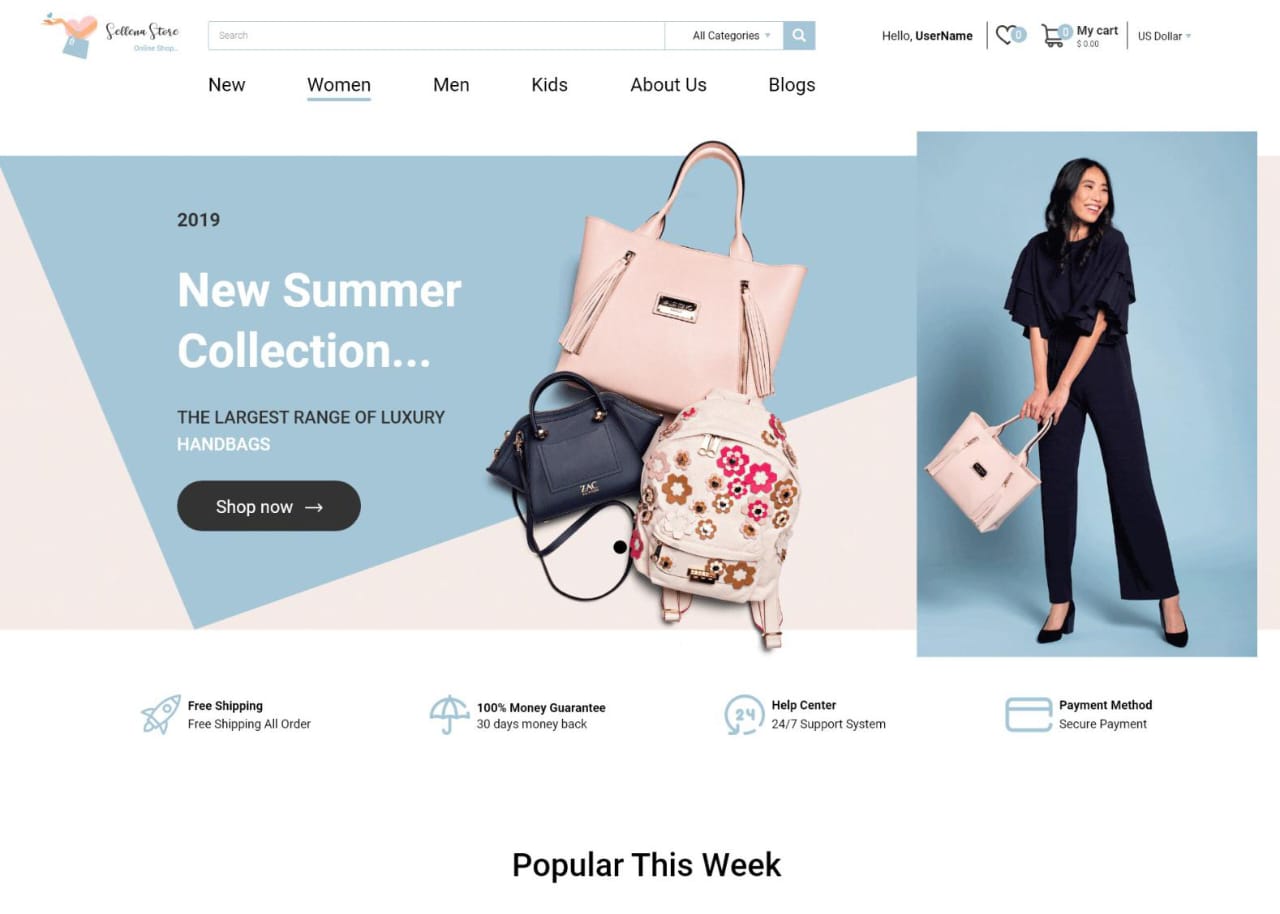 Sellena Store
Online Shop...
Search
All Categories
Hello, UserName
0
0
My cart
$ 0.00
US Dollar
New
Women
Men
Kids
About Us
Blogs
2019
New Summer
Collection...
THE LARGEST RANGE OF LUXURY
HANDBAGS
Shop now →
ZAC
Free Shipping
Free Shipping All Order
100% Money Guarantee
30 days money back
24
Help Center
24/7 Support System
Payment Method
Secure Payment
Popular This Week